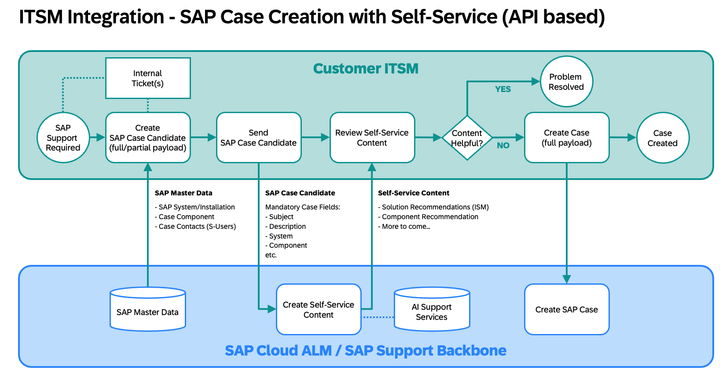 ITSM Integration - SAP Case Creation with Self-Service (API based)
Customer ITSM
Internal
Ticket(s)
Problem
Resolved
YES
SAP
Support
Required
Create
SAP Case Candidate
(full/partial payload)
Send
SAP Case Candidate
Review Self-Service
Content
Content
Helpful?
NO
Create Case
(full payload)
Case
Created
SAP Master Data
- SAP System/Installation
- Case Component
- Case Contacts (S-Users)
SAP Case Candidate
Mandatory Case Fields:
- Subject
- Description
- System
- Component
etc.
Self-Service Content
- Solution Recommendations (ISM)
- Component Recommendation
- More to come...
SAP Master Data
Create Self-Service
Content
AI Support
Services
Create SAP Case
SAP Cloud ALM / SAP Support Backbone